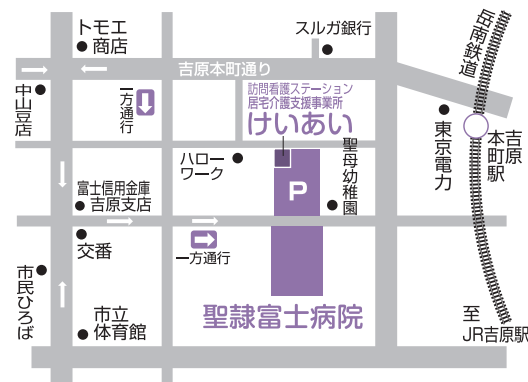 トモエ
商店
スルガ銀行
岳南鉄道
吉原本町通り
中山豆店
一方
通行
訪問看護ステーション
居宅介護支援事業所
けいあい
東京電力
吉原
本町駅
ハロー
ワーク
聖母幼稚園
P
富士信用金庫
吉原支店
交番
一方通行
市民ひろば
市立
体育館
聖隷富士病院
至
JR吉原駅